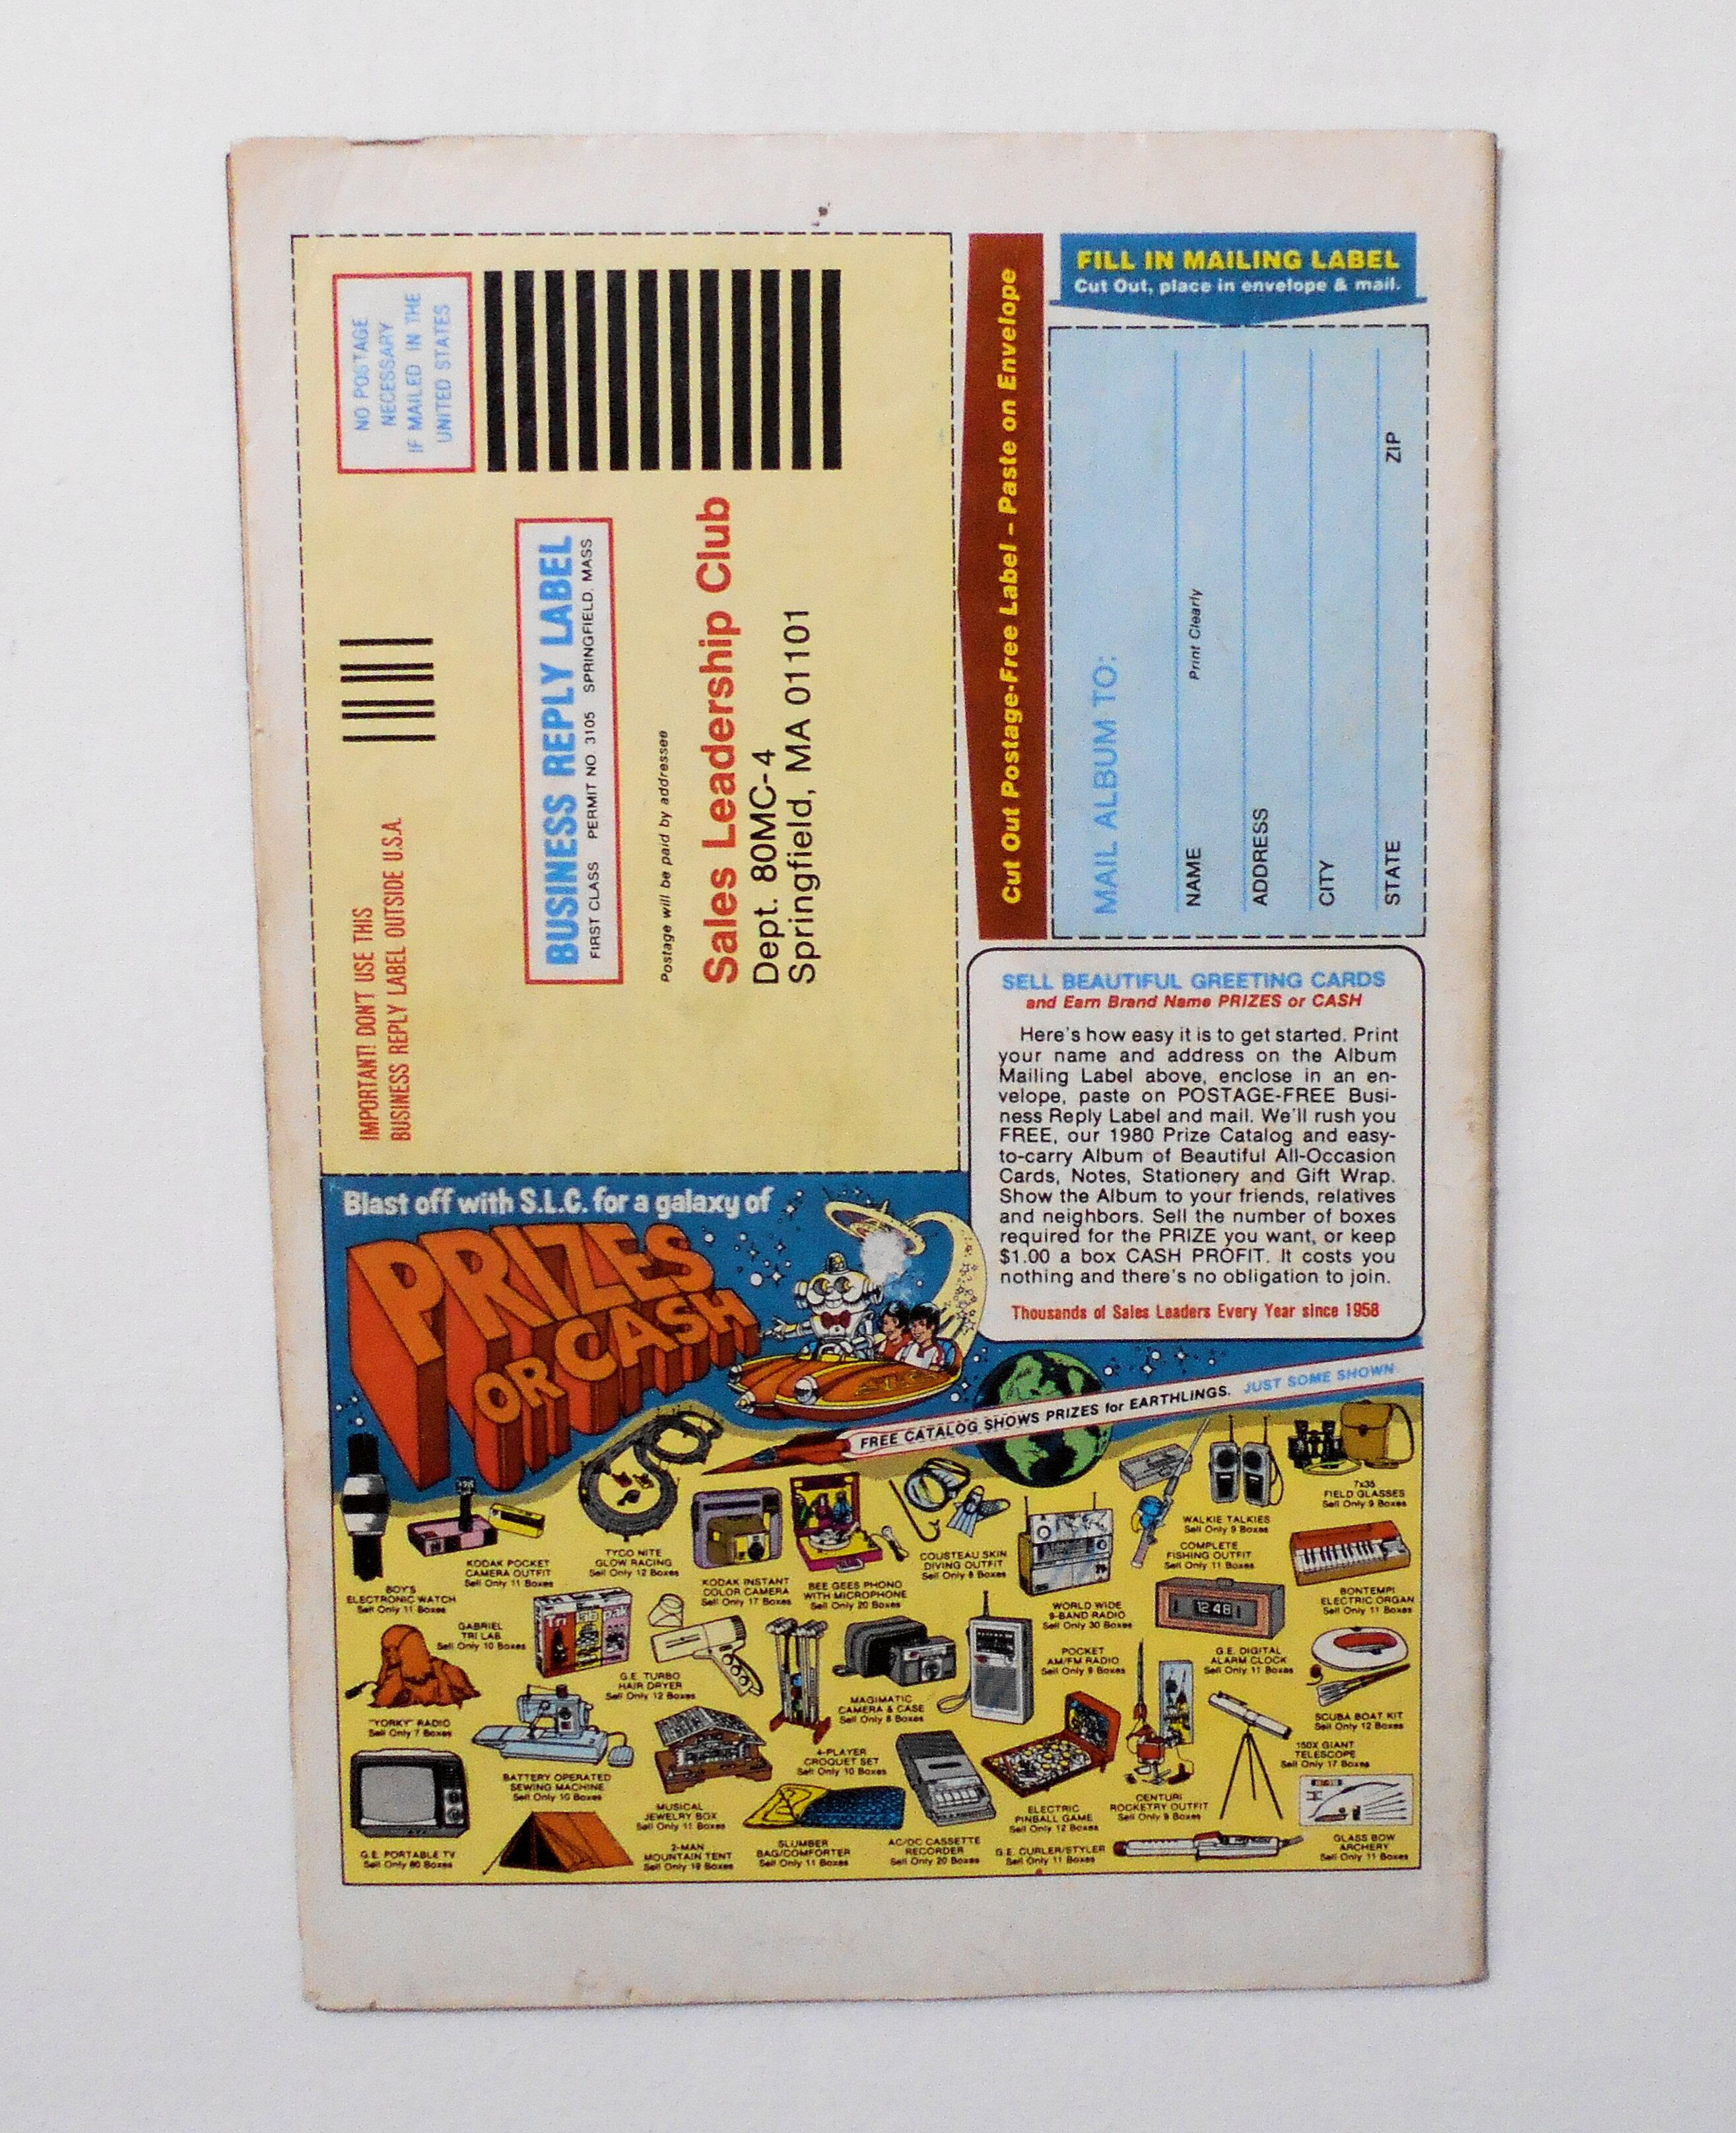 NO POSTAGE
NECESSARY
IF MAILED IN THE
UNITED STATES
IMPORTANT! DON'T USE THIS
BUSINESS REPLY LABEL OUTSIDE U.S.A.
BUSINESS REPLY LABEL
FIRST CLASS PERMIT NO. 3105 SPRINGFIELD, MASS
Postage will be paid by addressee
Sales Leadership Club
Dept. 80MC-4
Springfield, MA 01101
Cut Out Postage-Free Label – Paste on Envelope
FILL IN MAILING LABEL
Cut Out, place in envelope & mail.
MAIL ALBUM TO:
NAME
Print Clearly
ADDRESS
CITY
STATE ZIP
SELL BEAUTIFUL GREETING CARDS
and Earn Brand Name PRIZES or CASH
Here's how easy it is to get started. Print
your name and address on the Album
Mailing Label above, enclose in an en-
velope, paste on POSTAGE-FREE Busi-
ness Reply Label and mail. We'll rush you
FREE, our 1980 Prize Catalog and easy-
to-carry Album of Beautiful All-Occasion
Cards, Notes, Stationery and Gift Wrap.
Show the Album to your friends, relatives
and neighbors. Sell the number of boxes
required for the PRIZE you want, or keep
$1.00 a box CASH PROFIT. It costs you
nothing and there's no obligation to join.
Thousands of Sales Leaders Every Year since 1958
Blast off with S.L.C. for a galaxy of
PRIZES
OR CASH
FREE CATALOG SHOWS PRIZES for EARTHLINGS. JUST SOME SHOWN
BOY'S
ELECTRONIC WATCH
Sell Only 11 Boxes
KODAK POCKET
CAMERA OUTFIT
Sell Only 11 Boxes
TYCO NITE
GLOW RACING
Sell Only 12 Boxes
KODAK INSTANT
COLOR CAMERA
Sell Only 17 Boxes
BEE GEES PHONO
WITH MICROPHONE
Sell Only 20 Boxes
COUSTEAU SKIN
DIVING OUTFIT
Sell Only 8 Boxes
WORLD WIDE
9-BAND RADIO
Sell Only 30 Boxes
COMPLETE
FISHING OUTFIT
Sell Only 11 Boxes
WALKIE TALKIES
Sell Only 9 Boxes
7x35
FIELD GLASSES
Sell Only 9 Boxes
BONTEMPI
ELECTRIC ORGAN
Sell Only 11 Boxes
GABRIEL
TRI LAB
Sell Only 10 Boxes
Tri lab pak
G.E. TURBO
HAIR DRYER
Sell Only 12 Boxes
MAGIMATIC
CAMERA & CASE
Sell Only 8 Boxes
POCKET
AM/FM RADIO
Sell Only 9 Boxes
12 48
G.E. DIGITAL
ALARM CLOCK
Sell Only 11 Boxes
SCUBA BOAT KIT
Sell Only 12 Boxes
"YORKY" RADIO
Sell Only 7 Boxes
BATTERY OPERATED
SEWING MACHINE
Sell Only 10 Boxes
MUSICAL
JEWELRY BOX
Sell Only 11 Boxes
4-PLAYER
CROQUET SET
Sell Only 10 Boxes
ELECTRIC
PINBALL GAME
Sell Only 12 Boxes
CENTURI
ROCKETRY OUTFIT
Sell Only 9 Boxes
150X GIANT
TELESCOPE
Sell Only 17 Boxes
G.E. PORTABLE TV
Sell Only 80 Boxes
2-MAN
MOUNTAIN TENT
Sell Only 19 Boxes
SLUMBER
BAG/COMFORTER
Sell Only 11 Boxes
AC/DC CASSETTE
RECORDER
Sell Only 20 Boxes
G.E. CURLER/STYLER
Sell Only 11 Boxes
GLASS BOW
ARCHERY
Sell Only 11 Boxes